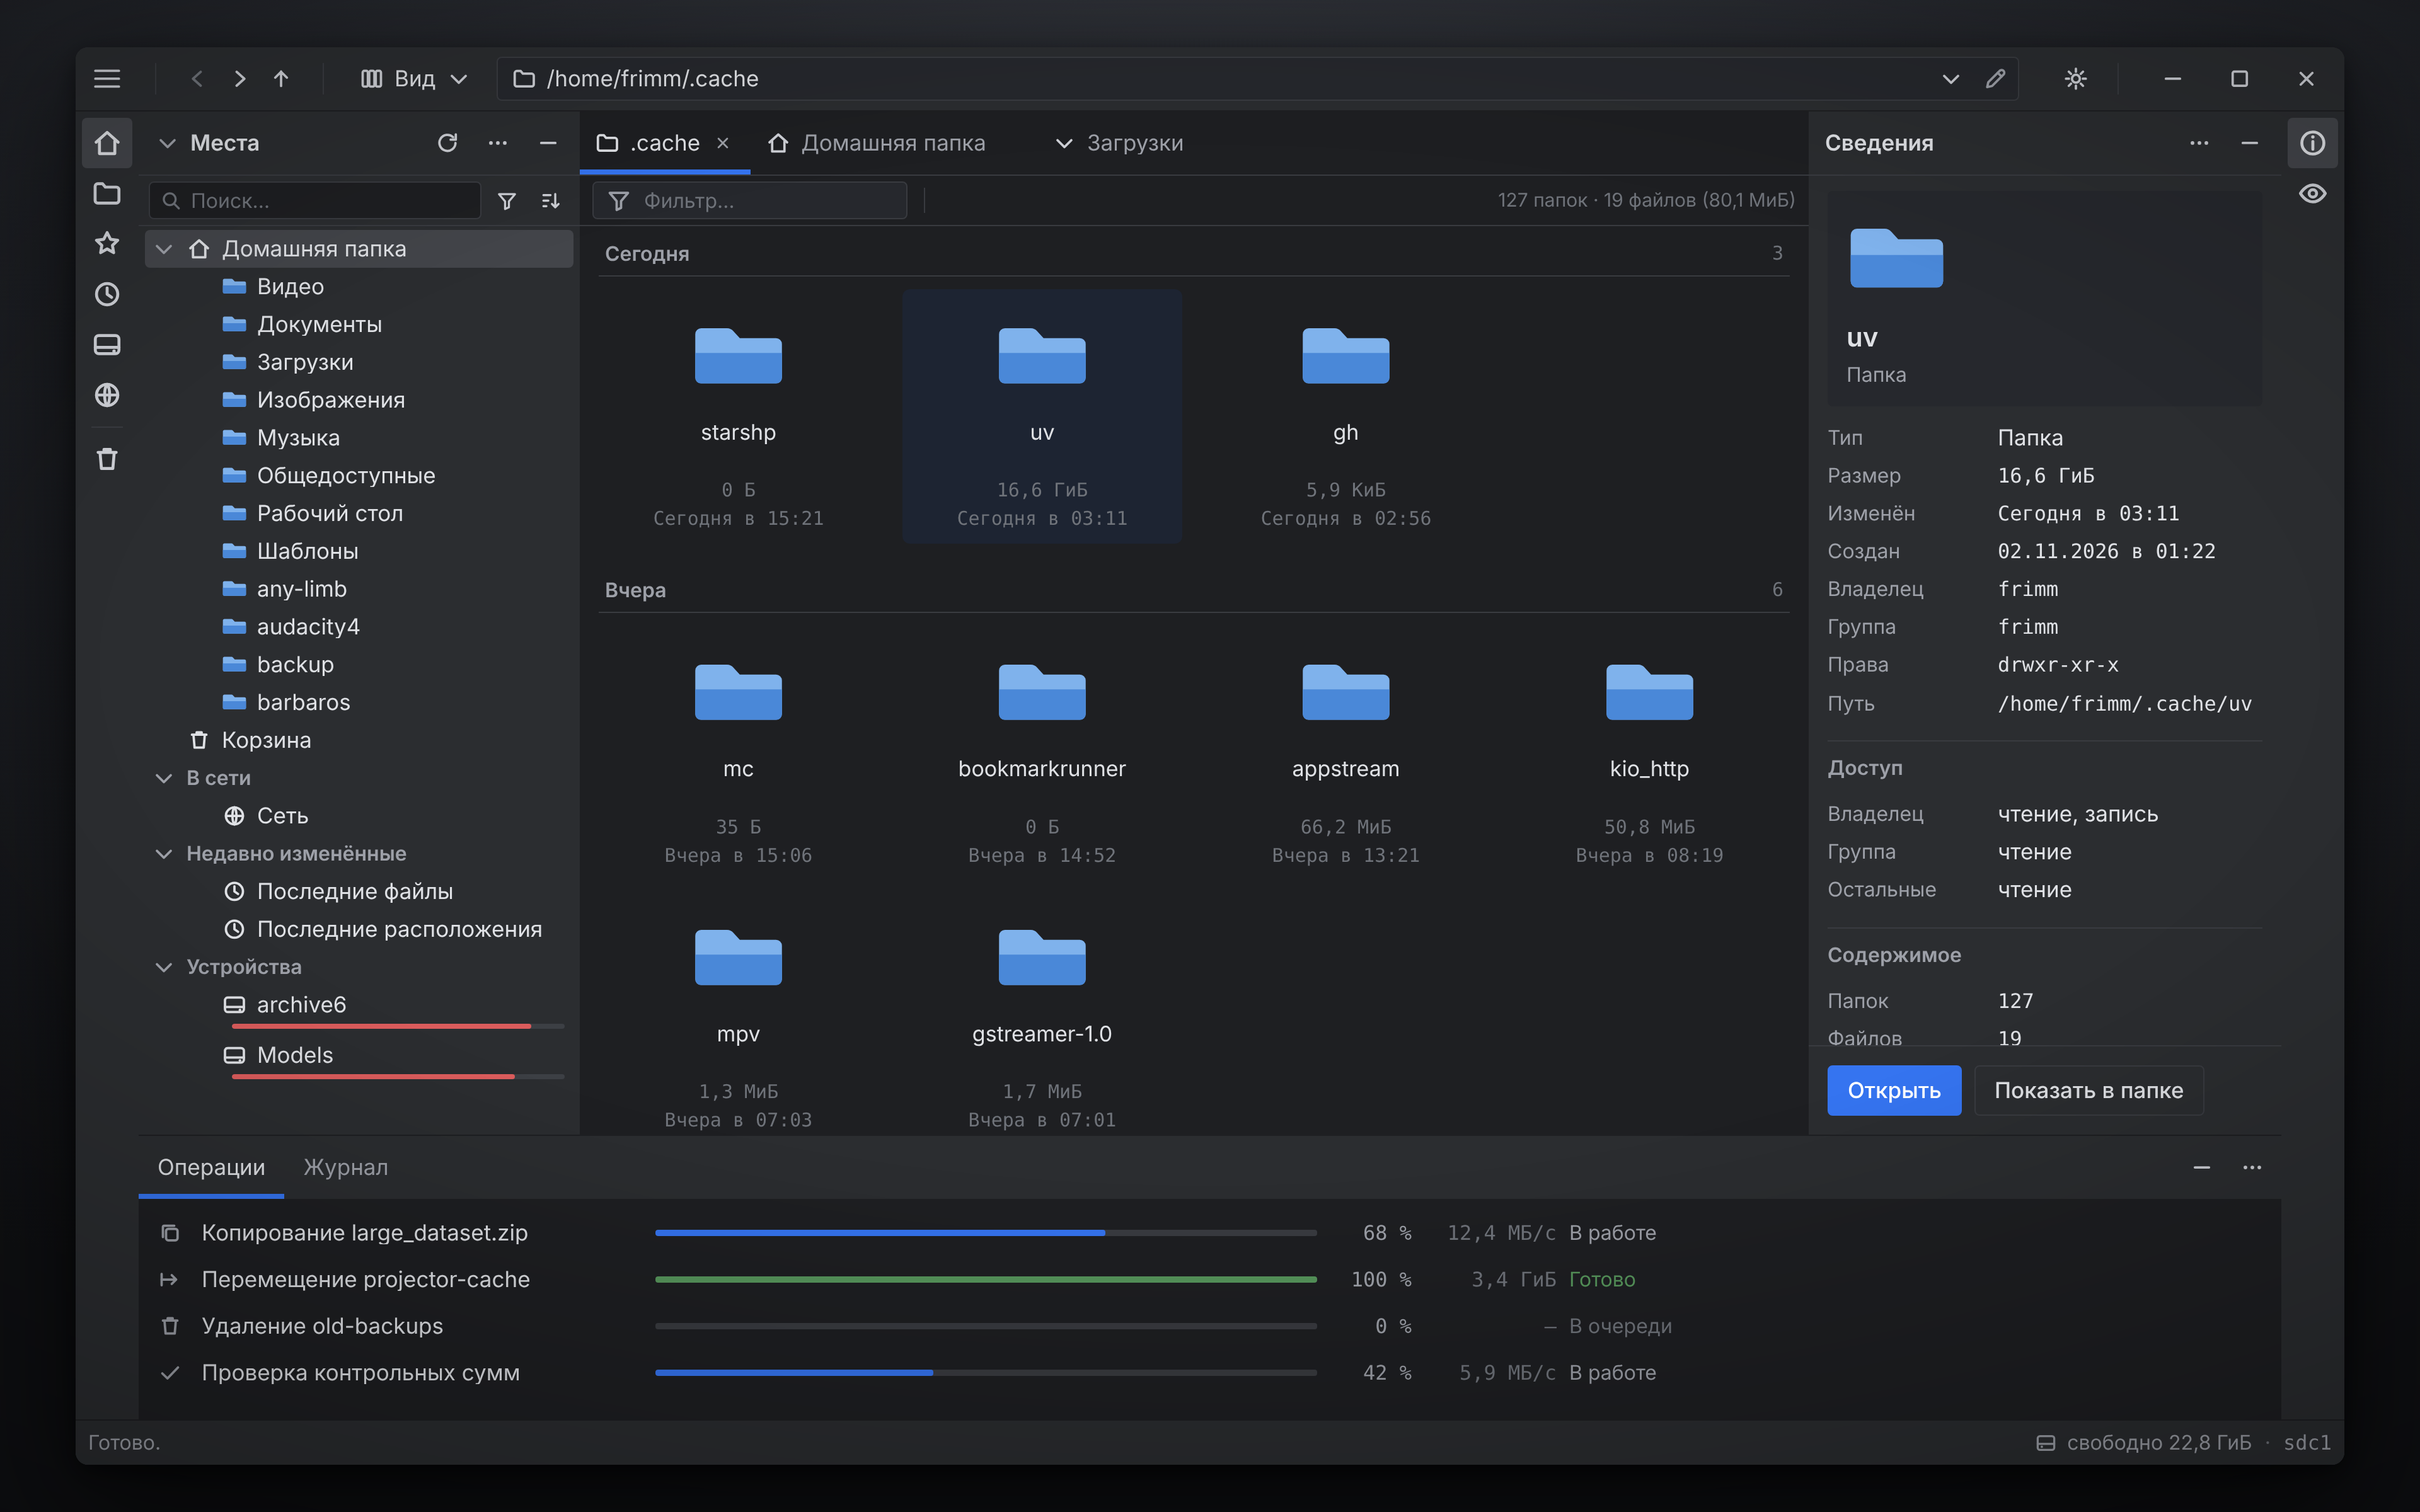 Вид
/home/frimm/.cache
Места
Поиск...
Домашняя папка
Видео
Документы
Загрузки
Изображения
Музыка
Общедоступные
Рабочий стол
Шаблоны
any-limb
audacity4
backup
barbaros
Корзина
В сети
Сеть
Недавно изменённые
Последние файлы
Последние расположения
Устройства
archive6
Models
.cache
Домашняя папка
Загрузки
Фильтр...
127 папок · 19 файлов (80,1 МиБ)
Сегодня 3
starshp
0 Б
Сегодня в 15:21
uv
16,6 ГиБ
Сегодня в 03:11
gh
5,9 КиБ
Сегодня в 02:56
Вчера 6
mc
35 Б
Вчера в 15:06
bookmarkrunner
0 Б
Вчера в 14:52
appstream
66,2 МиБ
Вчера в 13:21
kio_http
50,8 МиБ
Вчера в 08:19
mpv
1,3 МиБ
Вчера в 07:03
gstreamer-1.0
1,7 МиБ
Вчера в 07:01
Сведения
uv
Папка
Тип Папка
Размер 16,6 ГиБ
Изменён Сегодня в 03:11
Создан 02.11.2026 в 01:22
Владелец frimm
Группа frimm
Права drwxr-xr-x
Путь /home/frimm/.cache/uv
Доступ
Владелец чтение, запись
Группа чтение
Остальные чтение
Содержимое
Папок 127
Файлов 19
Открыть
Показать в папке
Операции
Журнал
Копирование large_dataset.zip 68 % 12,4 МБ/с В работе
Перемещение projector-cache 100 % 3,4 ГиБ Готово
Удаление old-backups 0 % — В очереди
Проверка контрольных сумм 42 % 5,9 МБ/с В работе
Готово.
свободно 22,8 ГиБ · sdc1